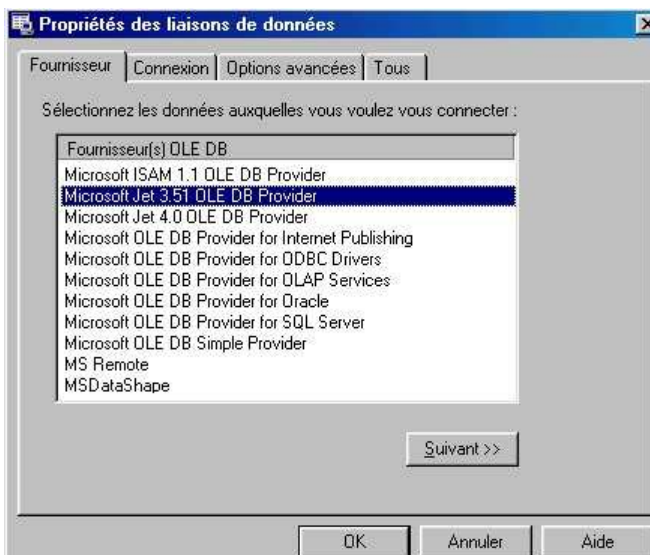 Propriétés des liaisons de données
Fournisseur Connexion Options avancées Tous
Sélectionnez les données auxquelles vous voulez vous connecter :
Fournisseur(s) OLE DB
Microsoft ISAM 1.1 OLE DB Provider
Microsoft Jet 3.51 OLE DB Provider
Microsoft Jet 4.0 OLE DB Provider
Microsoft OLE DB Provider for Internet Publishing
Microsoft OLE DB Provider for ODBC Drivers
Microsoft OLE DB Provider for OLAP Services
Microsoft OLE DB Provider for Oracle
Microsoft OLE DB Provider for SQL Server
Microsoft OLE DB Simple Provider
MS Remote
MSDataShape
Suivant >>
OK Annuler Aide